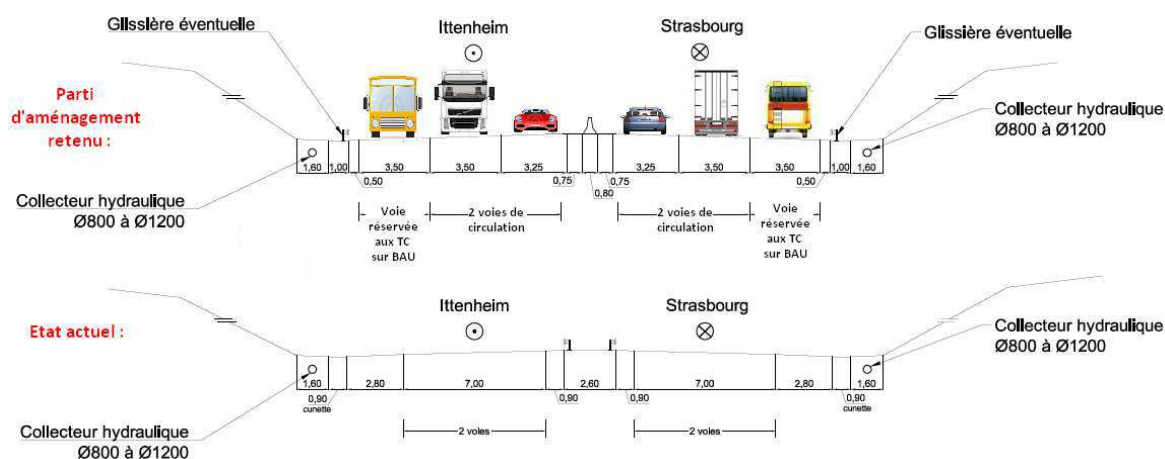 Glissière éventuelle
Ittenheim
Strasbourg
Glissière éventuelle
Parti
d'aménagement
retenu :
Collecteur hydraulique
Ø800 à Ø1200
1,60
1,00
3,50
3,50
3,25
3,25
3,50
3,50
1,00
1,60
0,50
0,75
0,80
0,75
0,50
Collecteur hydraulique
Ø800 à Ø1200
Voie
réservée
aux TC
sur BAU
2 voies de
circulation
2 voies de
circulation
Voie
réservée
aux TC
sur BAU
Ittenheim
Strasbourg
Etat actuel :
Collecteur hydraulique
Ø800 à Ø1200
1,60
2,80
7,00
2,60
7,00
2,80
1,60
0,90
cunette
0,90
0,90
0,90
cunette
Collecteur hydraulique
Ø800 à Ø1200
2 voies
2 voies